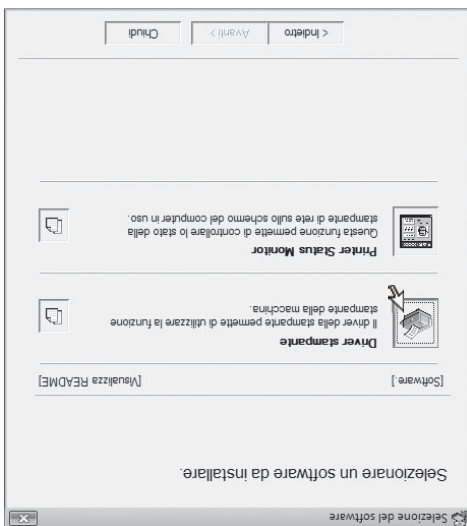 Selezione del software
Selezionare un software da installare.
[Software.] [Visualizza README]
Driver stampante
Il driver della stampante permette di utilizzare la funzione
stampante della macchina.
Printer Status Monitor
Questa funzione permette di controllare lo stato della
stampante di rete sullo schermo del computer in uso.
< Indietro Avanti > Chiudi